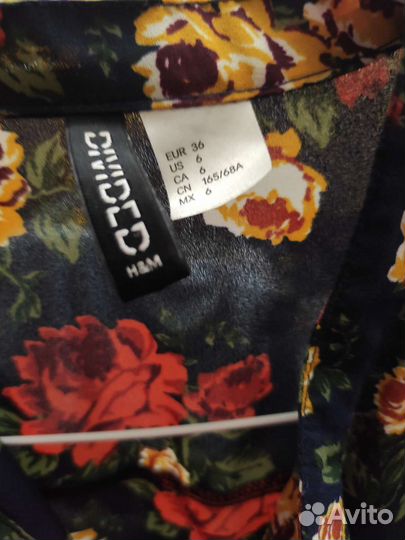 DIVIDED
H&M
EUR 36
US 6
CA 6
CN 165/68A
MX 6
Avito